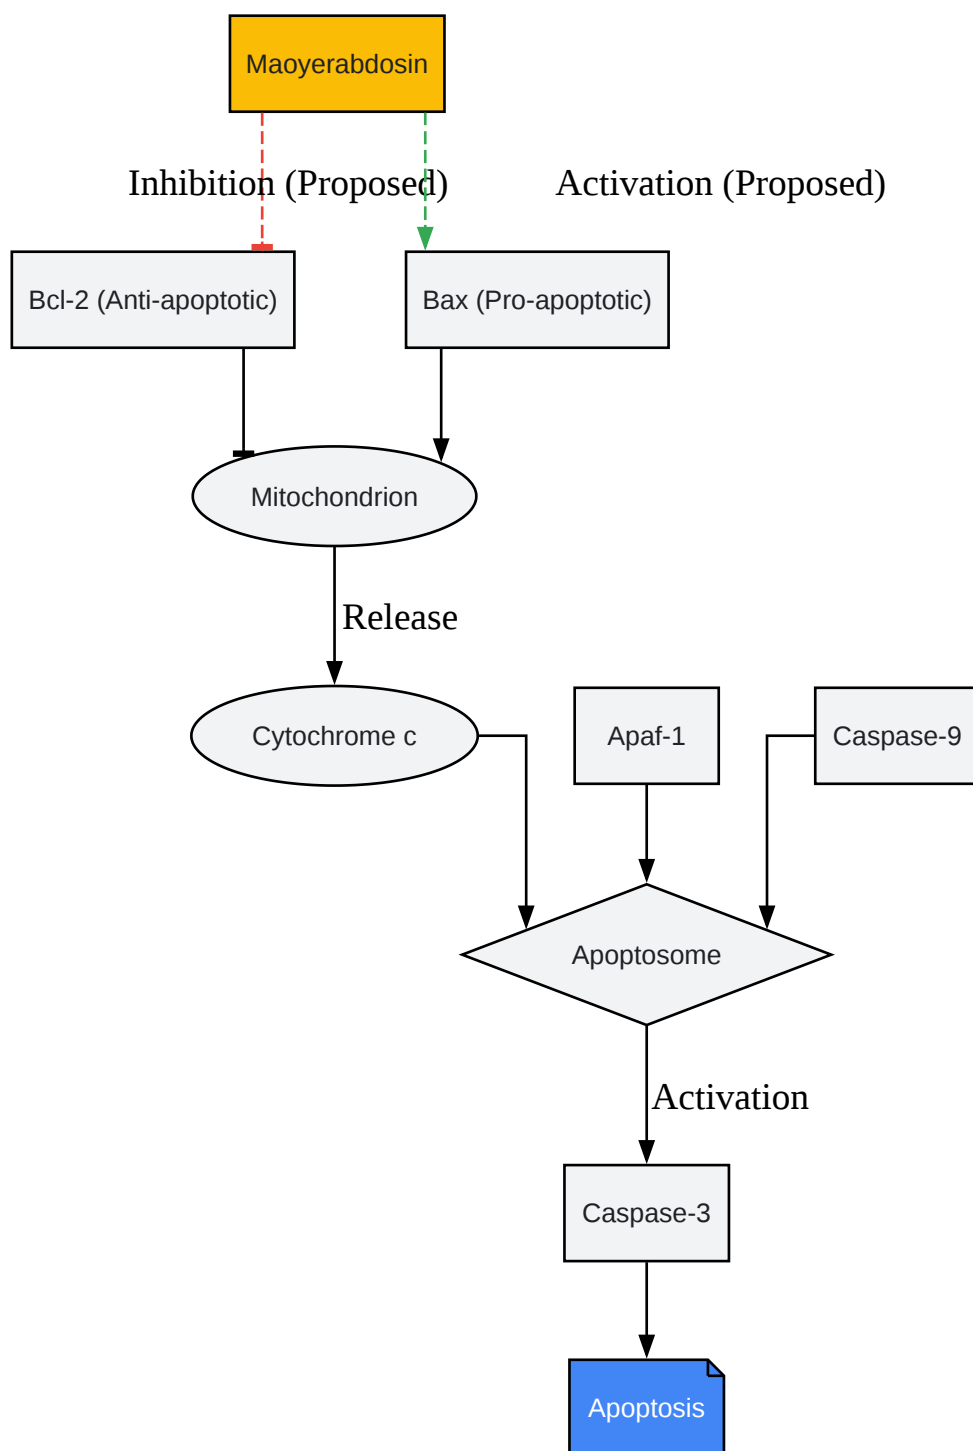 Maoyerabdosin
Inhibition (Proposed)
Activation (Proposed)
Bcl-2 (Anti-apoptotic)
Bax (Pro-apoptotic)
Mitochondrion
Release
Cytochrome c
Apaf-1
Caspase-9
Apoptosome
Activation
Caspase-3
Apoptosis